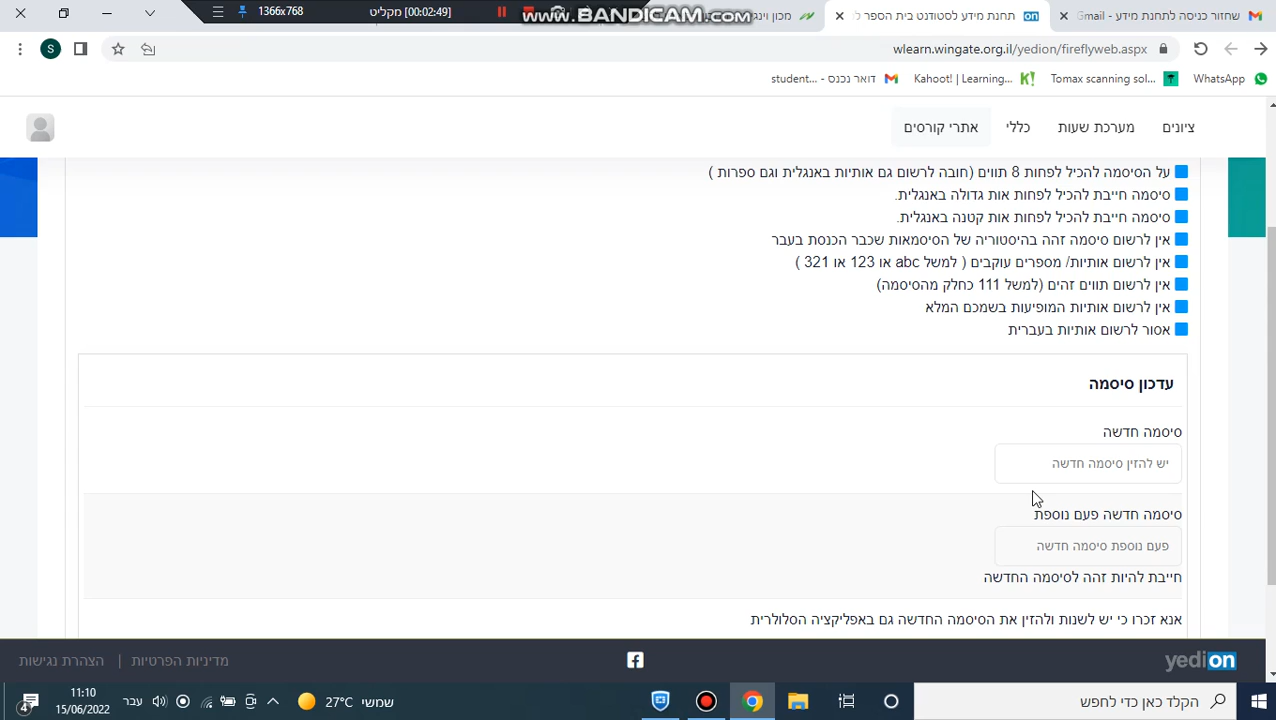 1366x768
מקליט [00:02:49]
www.BANDICAM.com
מכון וינ
תחנת מידע לסטודנט בית הספר ל
שחזור כניסה לתחנת מידע - Gmail
S
wlearn.wingate.org.il/yedion/fireflyweb.aspx
WhatsApp
Tomax scanning sol...
Kahoot! | Learning...
דואר נכנס - student...
ציונים
מערכת שעות
כללי
אתרי קורסים
על הסיסמה להכיל לפחות 8 תווים (חובה לרשום גם אותיות באנגלית וגם ספרות )
סיסמה חייבת להכיל לפחות אות גדולה באנגלית.
סיסמה חייבת להכיל לפחות אות קטנה באנגלית.
אין לרשום סיסמה זהה בהיסטוריה של הסיסמאות שכבר הכנסת בעבר
אין לרשום אותיות/ מספרים עוקבים ( למשל abc או 123 או 321 )
אין לרשום תווים זהים (למשל 111 כחלק מהסיסמה)
אין לרשום אותיות המופיעות בשמכם המלא
אסור לרשום אותיות בעברית
עדכון סיסמה
סיסמה חדשה
יש להזין סיסמה חדשה
סיסמה חדשה פעם נוספת
פעם נוספת סיסמה חדשה
חייבת להיות זהה לסיסמה החדשה
אנא זכרו כי יש לשנות ולהזין את הסיסמה החדשה גם באפליקציה הסלולרית
yedion
מדיניות הפרטיות | הצהרת נגישות
הקלד כאן כדי לחפש
27°C שמשי
עבר
11:10
15/06/2022
4